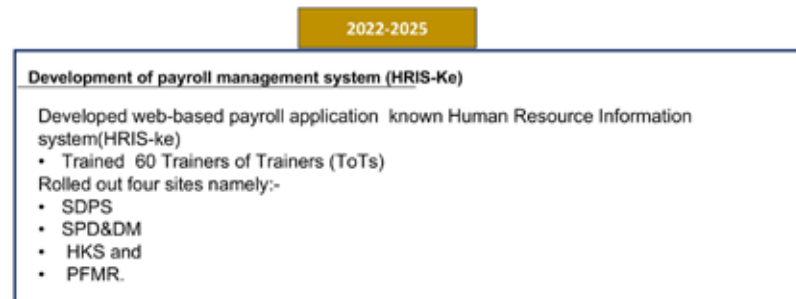 2022-2025
Development of payroll management system (HRIS-Ke)
Developed web-based payroll application known Human Resource Information
system(HRIS-ke)
• Trained 60 Trainers of Trainers (ToTs)
Rolled out four sites namely:-
• SDPS
• SPD&DM
• HKS and
• PFMR.